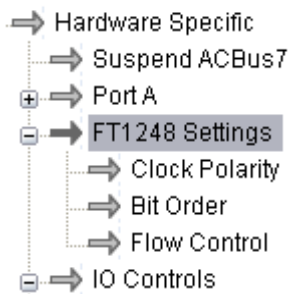 Hardware Specific
Suspend ACBus7
Port A
FT1248 Settings
Clock Polarity
Bit Order
Flow Control
IO Controls